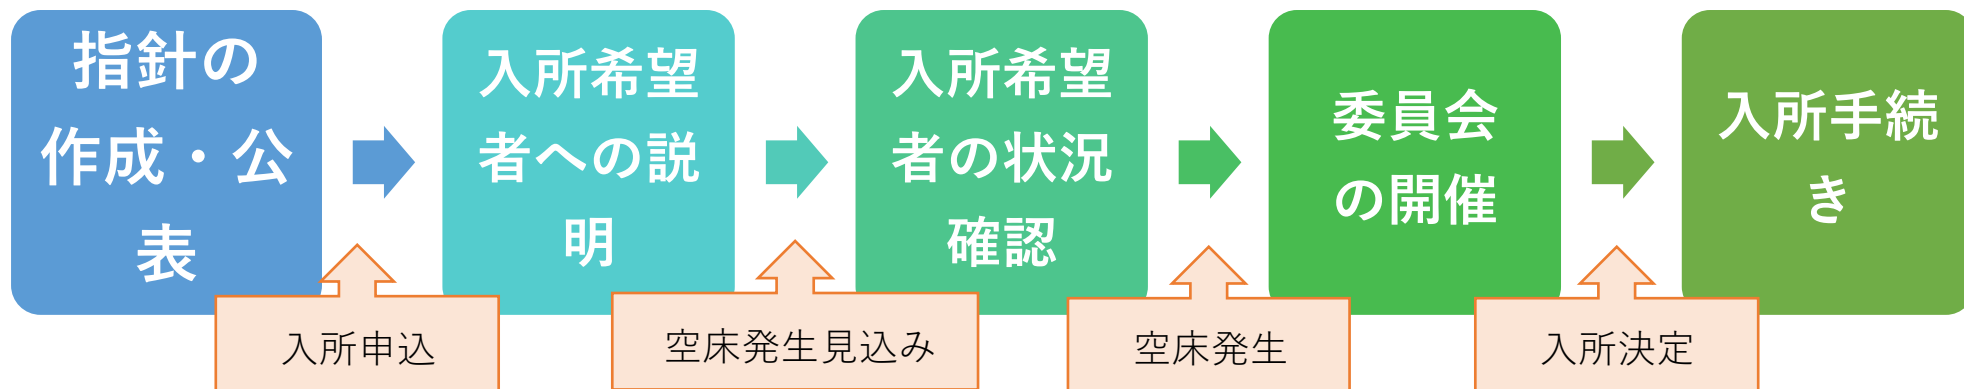 指針の
作成・公
表
入所希望
者への説
明
入所希望
者の状況
確認
委員会
の開催
入所手続
き
入所申込
空床発生見込み
空床発生
入所決定